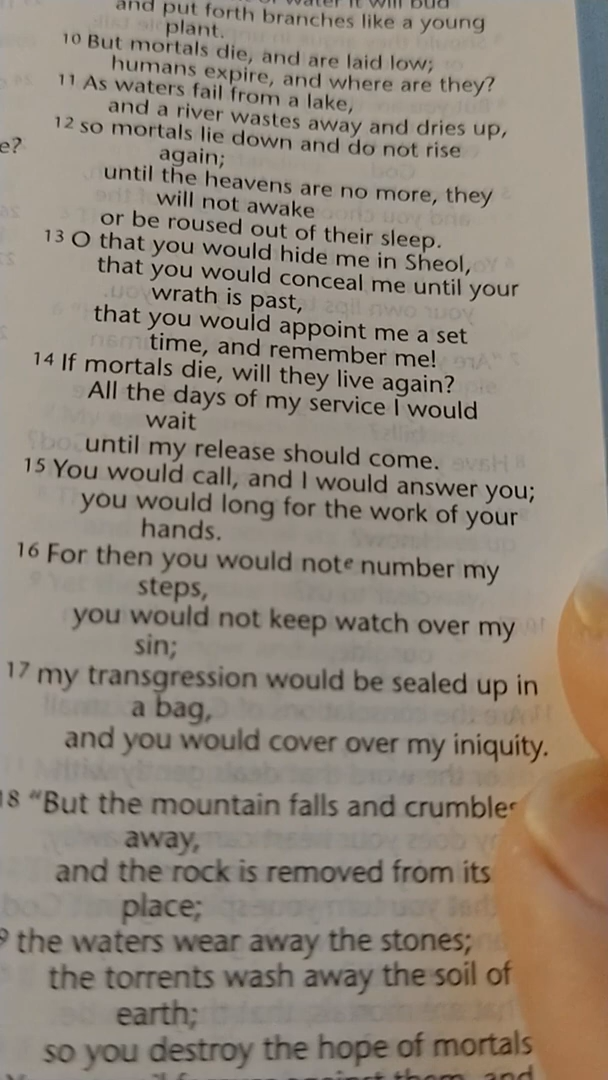 and put forth branches like a young
plant.
10 But mortals die, and are laid low;
humans expire, and where are they?
11 As waters fail from a lake,
and a river wastes away and dries up,
12 so mortals lie down and do not rise
again;
until the heavens are no more, they
will not awake
or be roused out of their sleep.
13 O that you would hide me in Sheol,
that you would conceal me until your
wrath is past,
that you would appoint me a set
time, and remember me!
14 If mortals die, will they live again?
All the days of my service I would
wait
until my release should come.
15 You would call, and I would answer you;
you would long for the work of your
hands.
16 For then you would not e number my
steps,
you would not keep watch over my
sin;
17 my transgression would be sealed up in
a bag,
and you would cover over my iniquity.
18 “But the mountain falls and crumbles
away,
and the rock is removed from its
place;
9 the waters wear away the stones;
the torrents wash away the soil of
earth;
so you destroy the hope of mortals